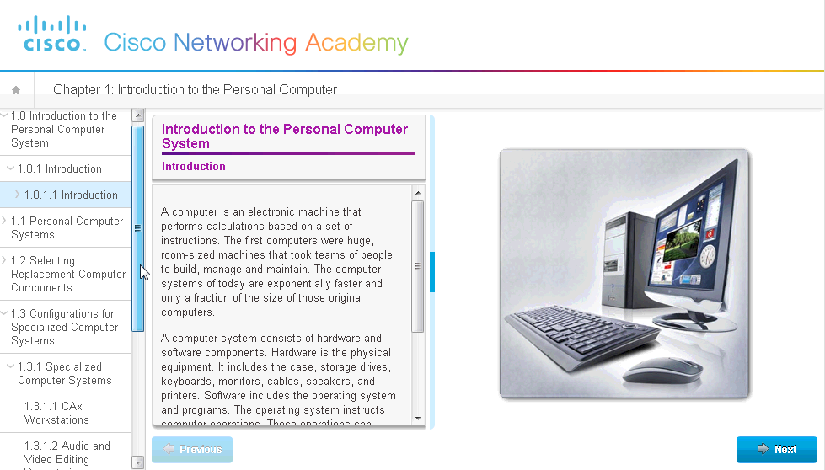 CISCO. Cisco Networking Academy
Chapter 1: Introduction to the Personal Computer
1.0 Introduction to the
Personal Computer
System
1.0.1 Introduction
1.0.1.1 Introduction
1.1 Personal Computer
Systems
1.2 Selecting
Replacement Computer
Components
1.3 Configurations for
Specialized Computer
Systems
1.3.1 Specialized
Computer Systems
1.3.1.1 CAx
Workstations
1.3.1.2 Audio and
Video Editing
Introduction to the Personal Computer
System
Introduction
A computer is an electronic machine that
performs calculations based on a set of
instructions. The first computers were huge,
room-sized machines that took teams of people
to build, manage and maintain. The computer
systems of today are exponentially faster and
only a fraction of the size of those original
computers.
A computer system consists of hardware and
software components. Hardware is the physical
equipment. It includes the case, storage drives,
keyboards, monitors, cables, speakers, and
printers. Software includes the operating system
and programs. The operating system instructs
computer operations. These operations can
Previous
Next